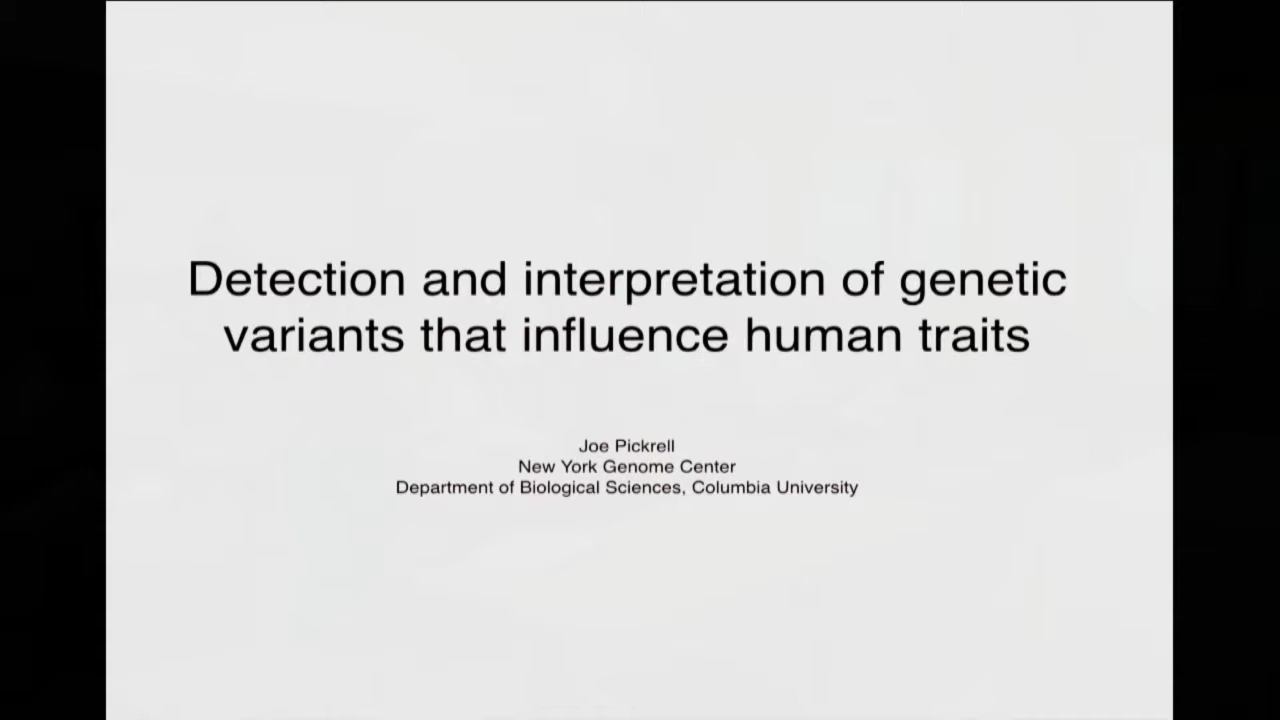 Detection and interpretation of genetic
variants that influence human traits
Joe Pickrell
New York Genome Center
Department of Biological Sciences, Columbia University